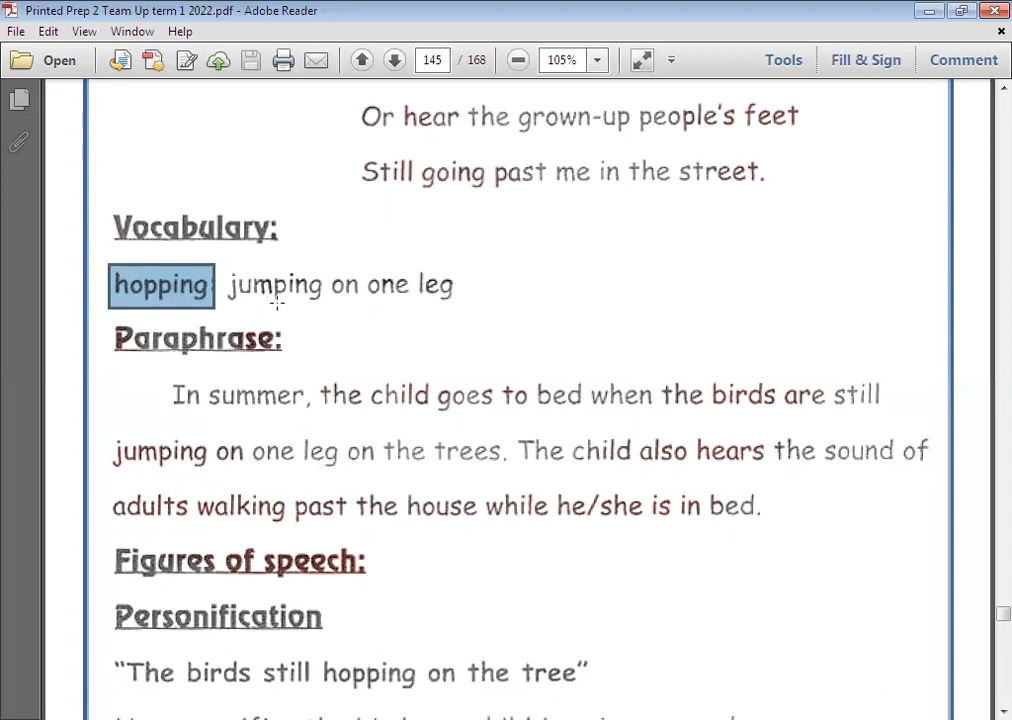 Printed Prep 2 Team Up term 1 2022.pdf - Adobe Reader
File Edit View Window Help
Open 145 / 168 105% Tools Fill & Sign Comment
Or hear the grown-up people's feet
Still going past me in the street.
Vocabulary:
hopping: jumping on one leg
Paraphrase:
In summer, the child goes to bed when the birds are still
jumping on one leg on the trees. The child also hears the sound of
adults walking past the house while he/she is in bed.
Figures of speech:
Personification
"The birds still hopping on the tree"